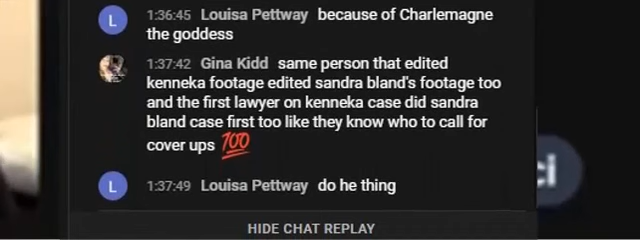 L 1:36:45 Louisa Pettway because of Charlemagne
the goddess
1:37:42 Gina Kidd same person that edited
kenneka footage edited sandra bland's footage too
and the first lawyer on kenneka case did sandra
bland case first too like they know who to call for
cover ups 💯
L 1:37:49 Louisa Pettway do he thing
ci
HIDE CHAT REPLAY